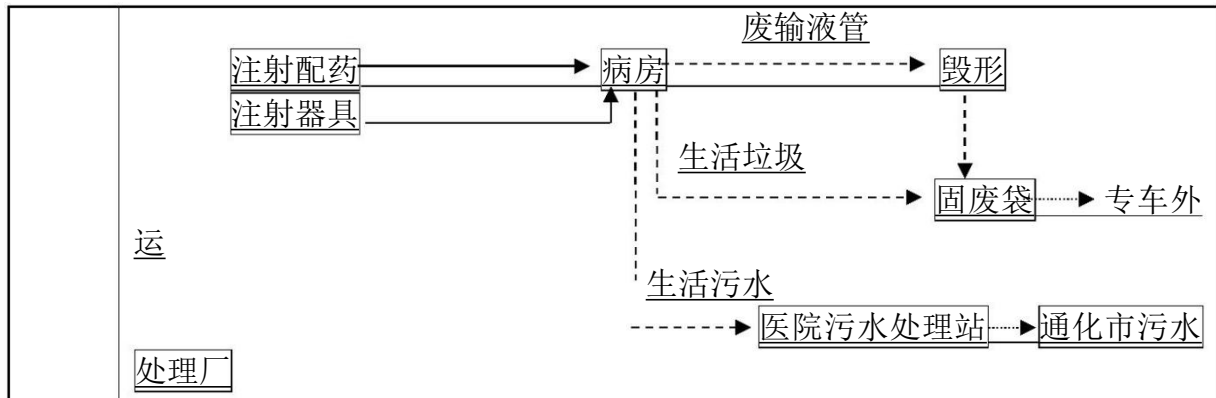 废输液管
注射配药 病房 毁形
注射器具
生活垃圾
固废袋 专车外
运
生活污水
医院污水处理站 通化市污水
处理厂